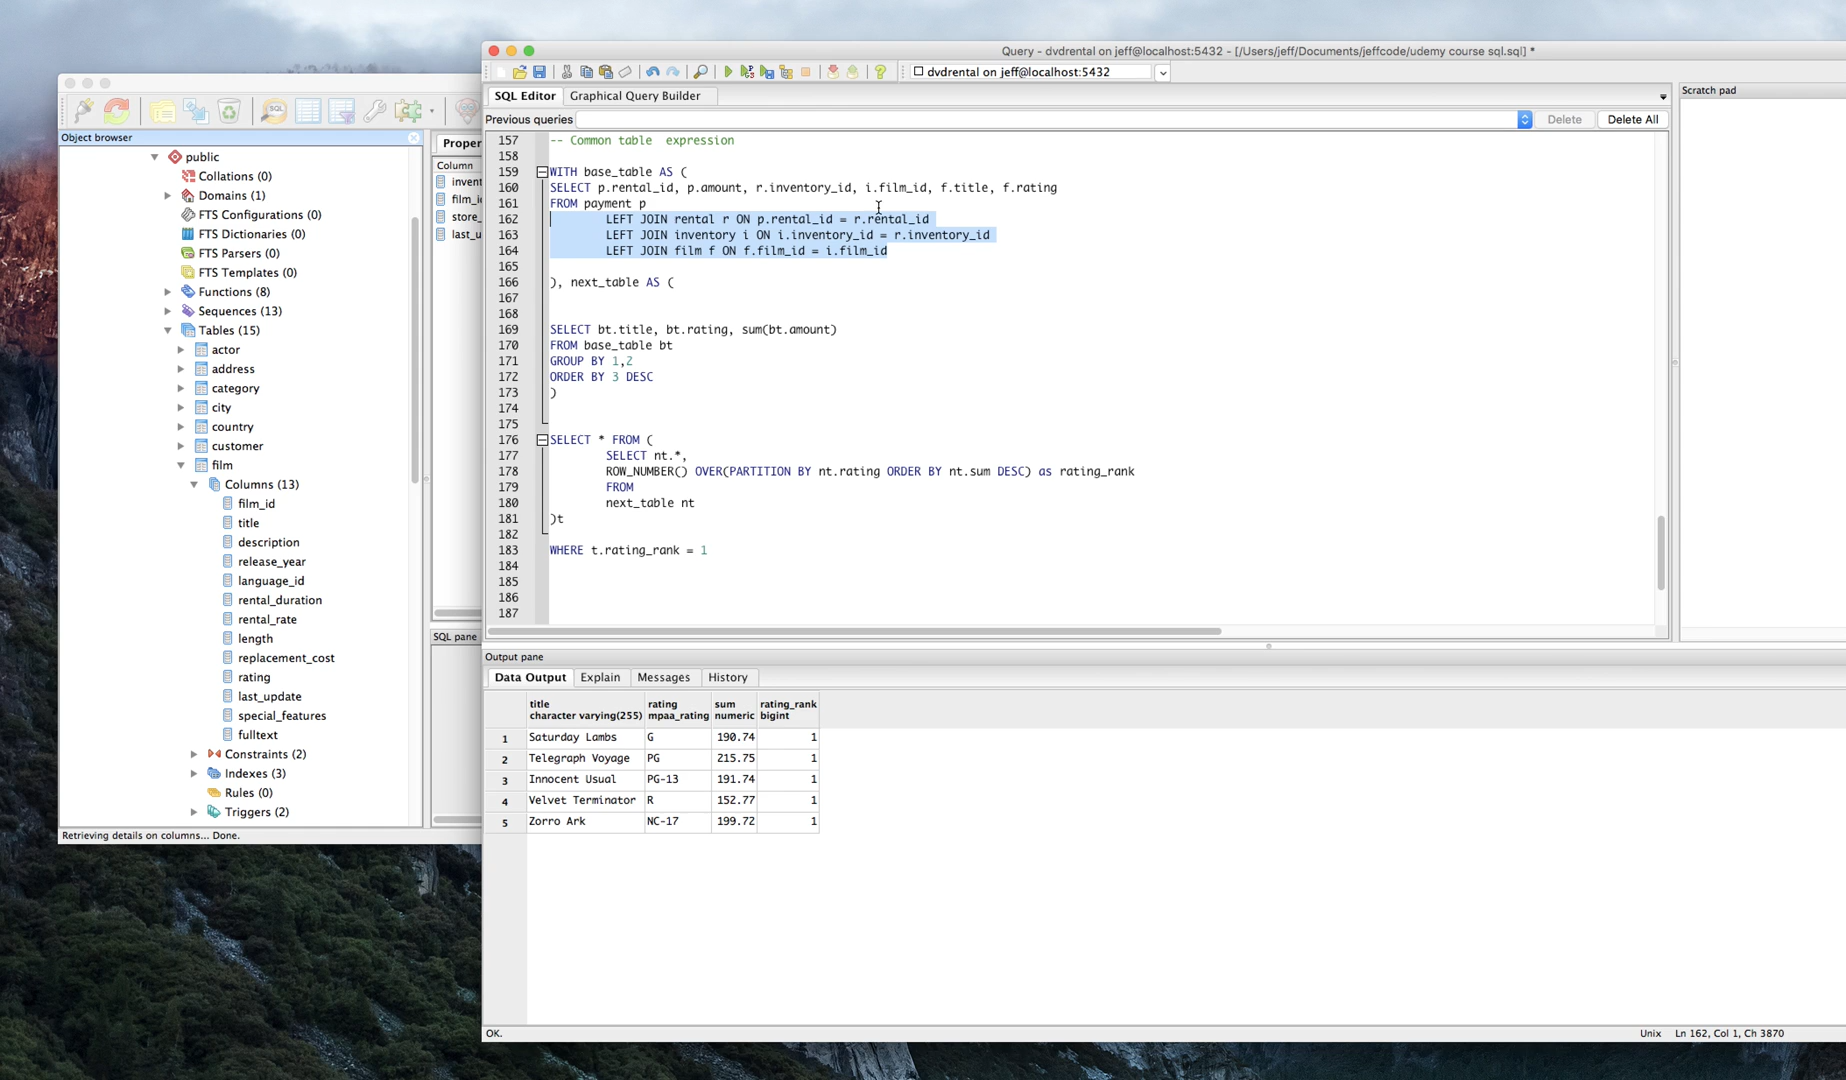 Query - dvdrental on jeff@localhost:5432 - [/Users/jeff/Documents/jeffcode/udemy course sql.sql] *
dvdrental on jeff@localhost:5432
SQL Editor
Graphical Query Builder
Previous queries
Delete
Delete All
Scratch pad
157 -- Common table  expression
158
159 WITH base_table AS (
160 SELECT p.rental_id, p.amount, r.inventory_id, i.film_id, f.title, f.rating
161 FROM payment p
162 LEFT JOIN rental r ON p.rental_id = r.rental_id
163 LEFT JOIN inventory i ON i.inventory_id = r.inventory_id
164 LEFT JOIN film f ON f.film_id = i.film_id
165
166 ), next_table AS (
167
168
169 SELECT bt.title, bt.rating, sum(bt.amount)
170 FROM base_table bt
171 GROUP BY 1,2
172 ORDER BY 3 DESC
173 )
174
175
176 SELECT * FROM (
177 SELECT nt.*,
178 ROW_NUMBER() OVER(PARTITION BY nt.rating ORDER BY nt.sum DESC) as rating_rank
179 FROM
180 next_table nt
181 )t
182
183 WHERE t.rating_rank = 1
184
185
186
187
Object browser
public
Collations (0)
Domains (1)
FTS Configurations (0)
FTS Dictionaries (0)
FTS Parsers (0)
FTS Templates (0)
Functions (8)
Sequences (13)
Tables (15)
actor
address
category
city
country
customer
film
Columns (13)
film_id
title
description
release_year
language_id
rental_duration
rental_rate
length
replacement_cost
rating
last_update
special_features
fulltext
Constraints (2)
Indexes (3)
Rules (0)
Triggers (2)
Retrieving details on columns... Done.
Proper
Column
invent
film_i
store_
last_u
SQL pane
SQL
Output pane
Data Output
Explain
Messages
History
title character varying(255) rating mpaa_rating sum numeric rating_rank bigint
1 Saturday Lambs G 190.74 1
2 Telegraph Voyage PG 215.75 1
3 Innocent Usual PG-13 191.74 1
4 Velvet Terminator R 152.77 1
5 Zorro Ark NC-17 199.72 1
OK.
Unix
Ln 162, Col 1, Ch 3870